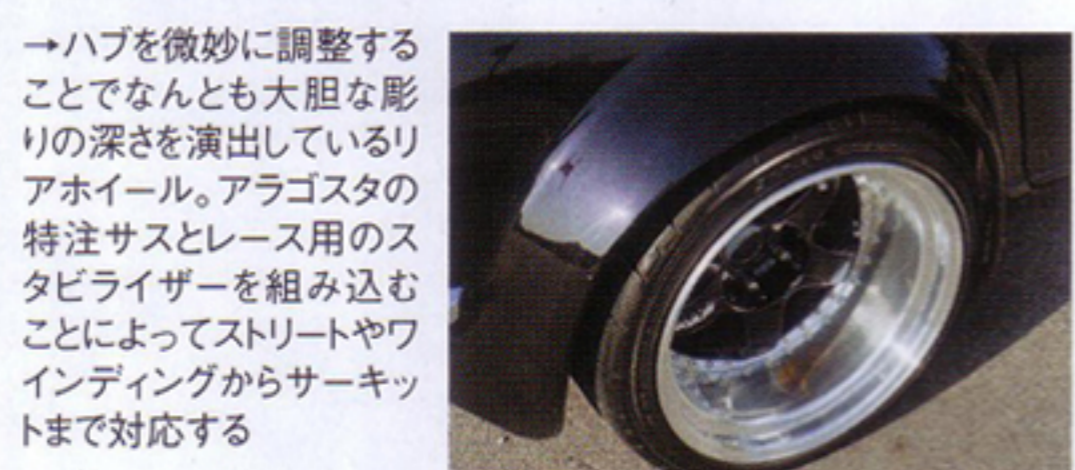 →ハブを微妙に調整する
ことでなんとも大胆な彫
りの深さを演出しているリ
アホイール。アラゴスタの
特注サスとレース用のス
タビライザーを組み込む
ことによってストリートやワ
インディングからサーキッ
トまで対応する